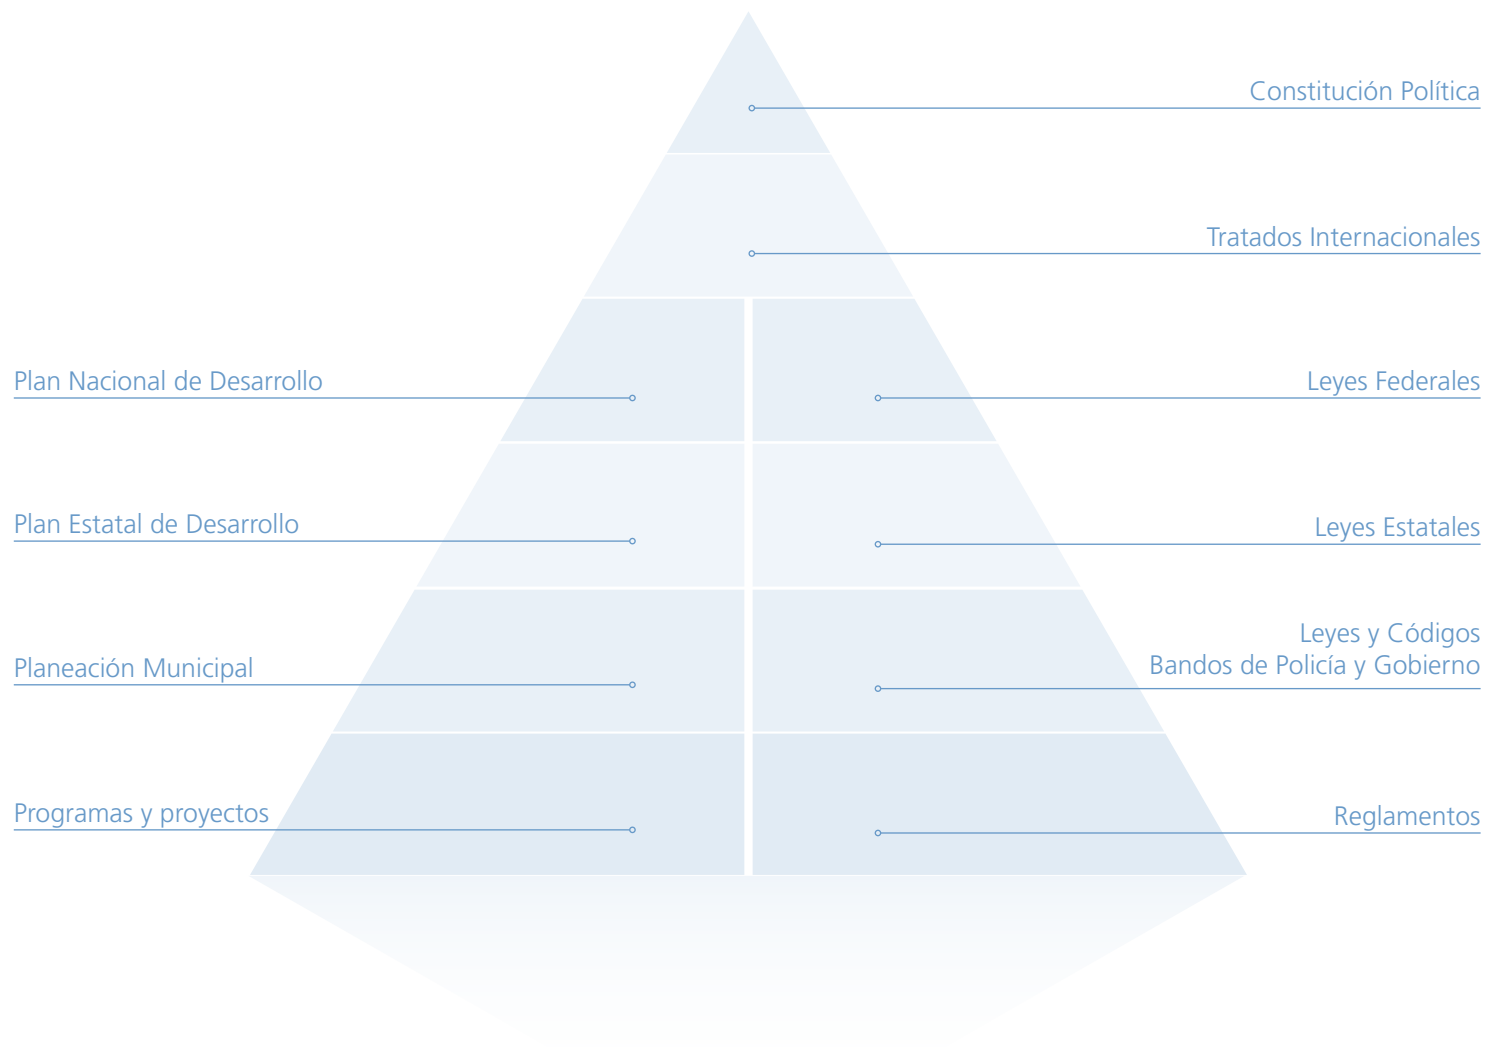 Constitución Política
Tratados Internacionales
Plan Nacional de Desarrollo
Leyes Federales
Plan Estatal de Desarrollo
Leyes Estatales
Planeación Municipal
Leyes y Códigos
Bandos de Policía y Gobierno
Programas y proyectos
Reglamentos